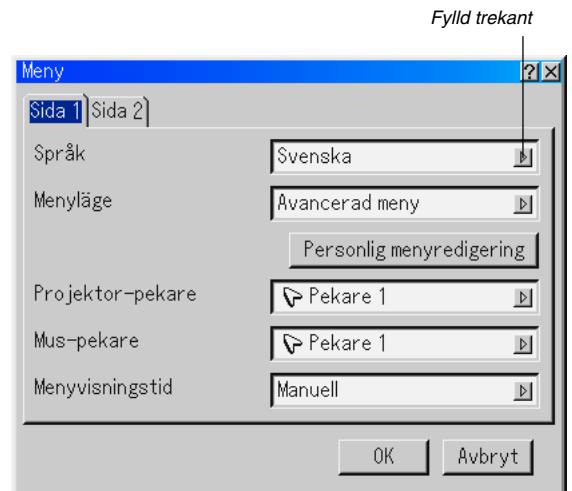 Fylld trekant
Meny
Sida 1 Sida 2
Språk Svenska
Menyläge Avancerad meny
Personlig menyredigering
Projektor-pekare Pekare 1
Mus-pekare Pekare 1
Menyvisningstid Manuell
OK Avbryt